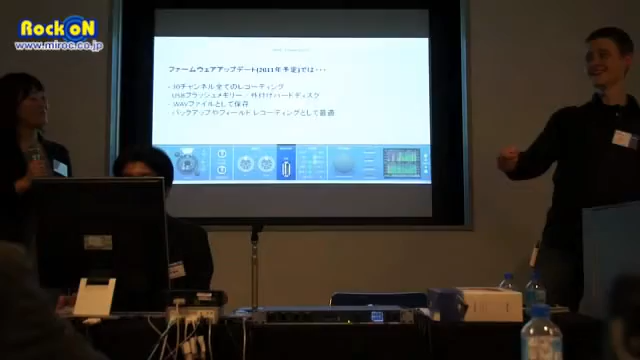 Rock oN
www.miroc.co.jp
ファームウェアアップデート(2011年予定)では・・・
- 30チャンネル全てのレコーディング
USBフラッシュメモリー / 外付けハードディスク
- WAVファイルとして保存
- バックアップやフィールドレコーディングとして最適